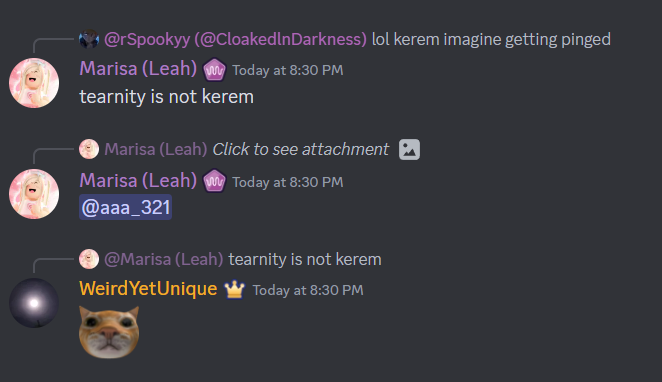 @rSpookyy (@CloakedInDarkness) lol kerem imagine getting pinged
Marisa (Leah) Today at 8:30 PM
tearnity is not kerem
Marisa (Leah) Click to see attachment
Marisa (Leah) Today at 8:30 PM
@aaa_321
@Marisa (Leah) tearnity is not kerem
WeirdYetUnique Today at 8:30 PM